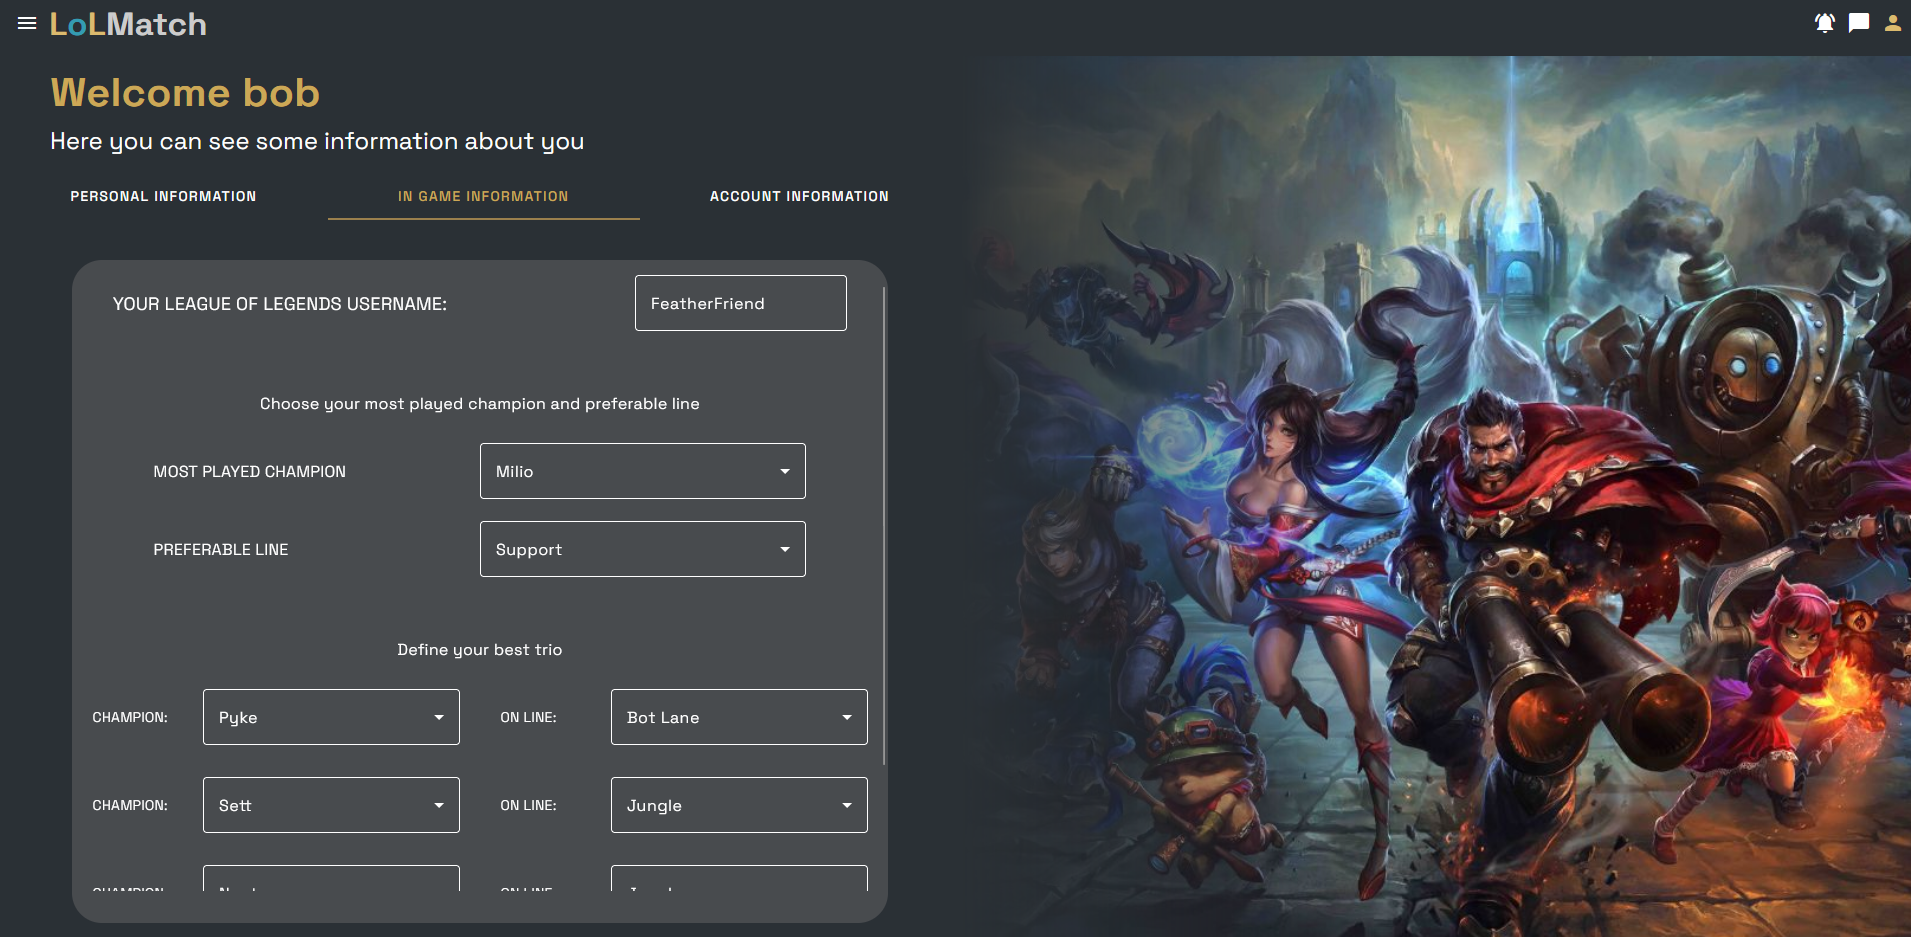 LoLMatch
Welcome bob
Here you can see some information about you
PERSONAL INFORMATION IN GAME INFORMATION ACCOUNT INFORMATION
YOUR LEAGUE OF LEGENDS USERNAME: FeatherFriend
Choose your most played champion and preferable line
MOST PLAYED CHAMPION Milio
PREFERABLE LINE Support
Define your best trio
CHAMPION: Pyke ON LINE: Bot Lane
CHAMPION: Sett ON LINE: Jungle